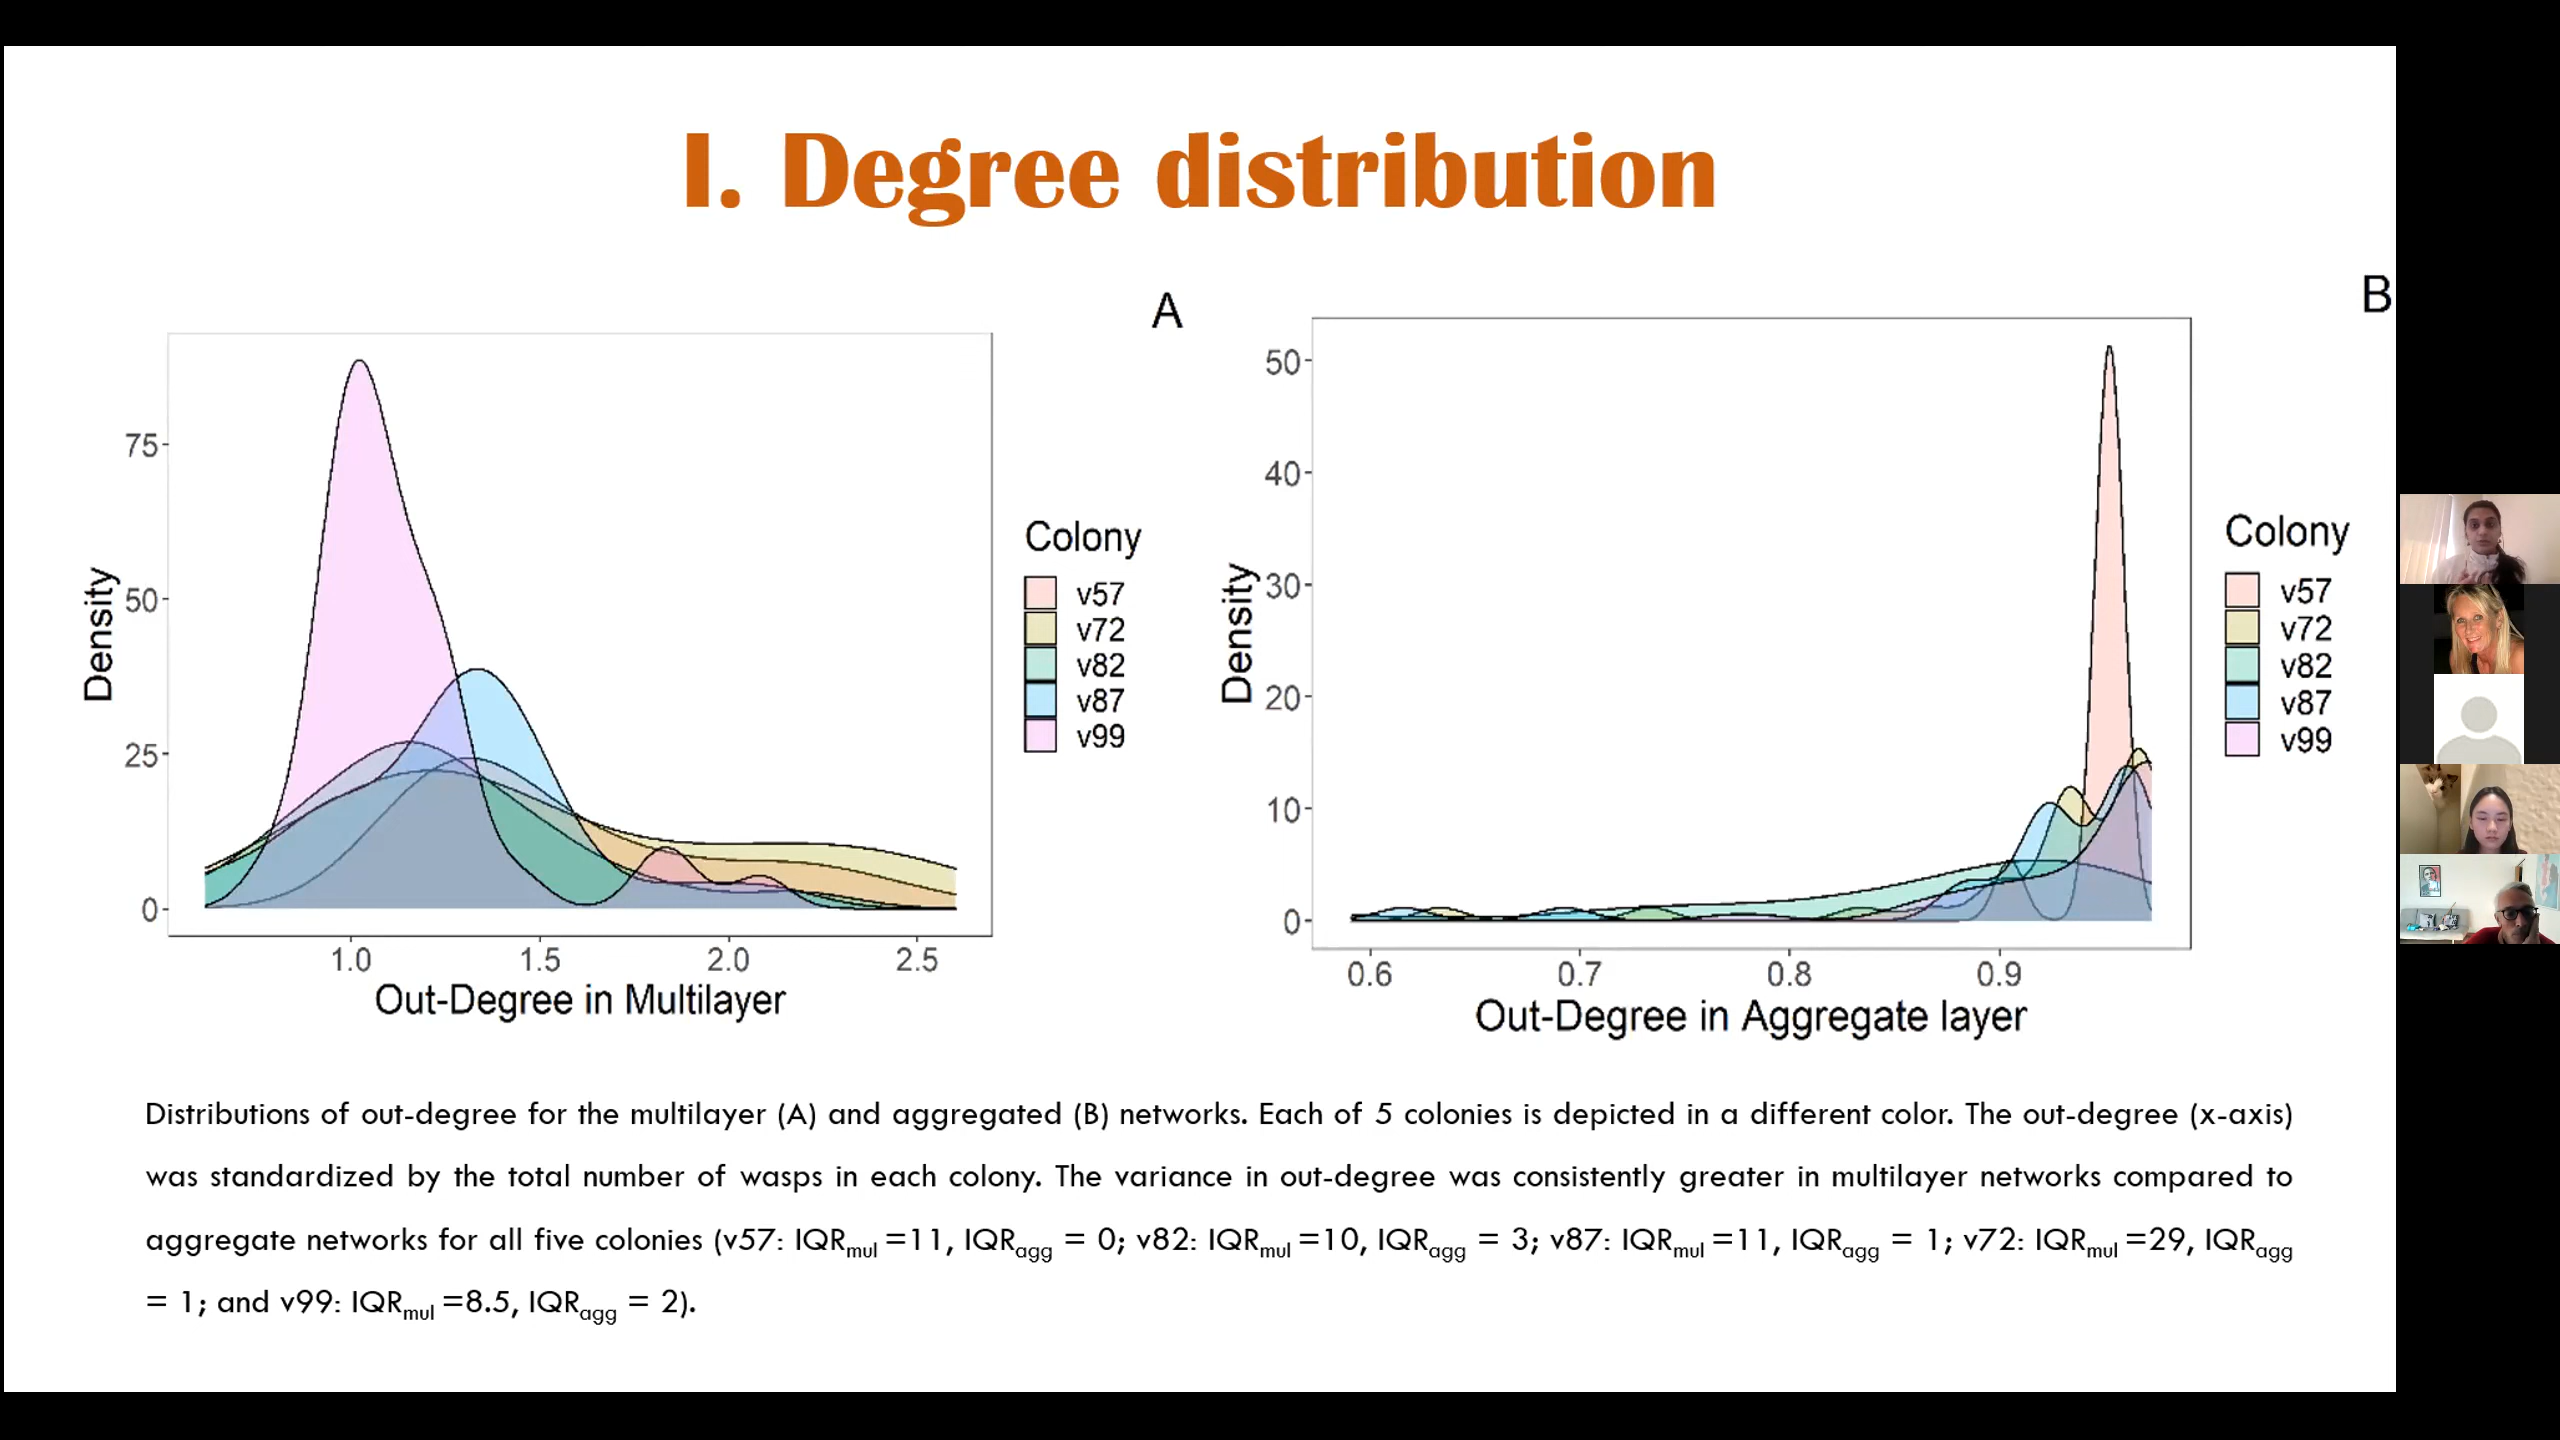 I. Degree distribution
A
75
50
25
0
Density
1.0 1.5 2.0 2.5
Out-Degree in Multilayer
Colony
v57
v72
v82
v87
v99
B
50
40
30
20
10
0
Density
0.6 0.7 0.8 0.9
Out-Degree in Aggregate layer
Colony
v57
v72
v82
v87
v99
Distributions of out-degree for the multilayer (A) and aggregated (B) networks. Each of 5 colonies is depicted in a different color. The out-degree (x-axis)
was standardized by the total number of wasps in each colony. The variance in out-degree was consistently greater in multilayer networks compared to
aggregate networks for all five colonies (v57: IQRmul =11, IQRagg = 0; v82: IQRmul =10, IQRagg = 3; v87: IQRmul =11, IQRagg = 1; v72: IQRmul =29, IQRagg
= 1; and v99: IQRmul =8.5, IQRagg = 2).